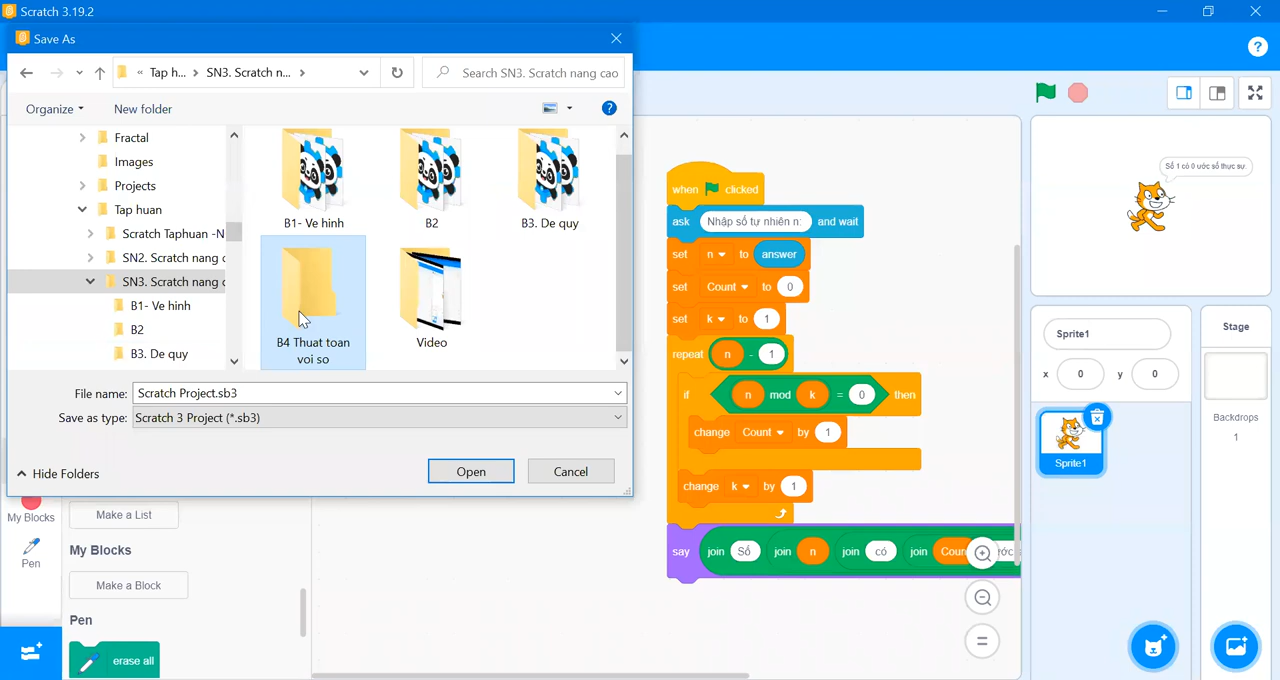 Scratch 3.19.2
Save As
« Tap h... › SN3. Scratch n... ›
Search SN3. Scratch nang cao
Organize
New folder
Fractal
Images
Projects
Tap huan
Scratch Taphuan -N
SN2. Scratch nang c
SN3. Scratch nang c
B1- Ve hinh
B2
B3. De quy
B1- Ve hinh
B2
B3. De quy
B4 Thuat toan
voi so
Video
File name: Scratch Project.sb3
Save as type: Scratch 3 Project (*.sb3)
Hide Folders
Open
Cancel
My Blocks
Pen
Make a List
My Blocks
Make a Block
Pen
erase all
when clicked
ask Nhập số tự nhiên n: and wait
set n to answer
set Count to 0
set k to 1
repeat n - 1
if n mod k = 0 then
change Count by 1
change k by 1
say join Số join n join có join
Số 1 có 0 ước số thực sự.
Sprite1
x 0 y 0
Sprite1
Stage
Backdrops
1